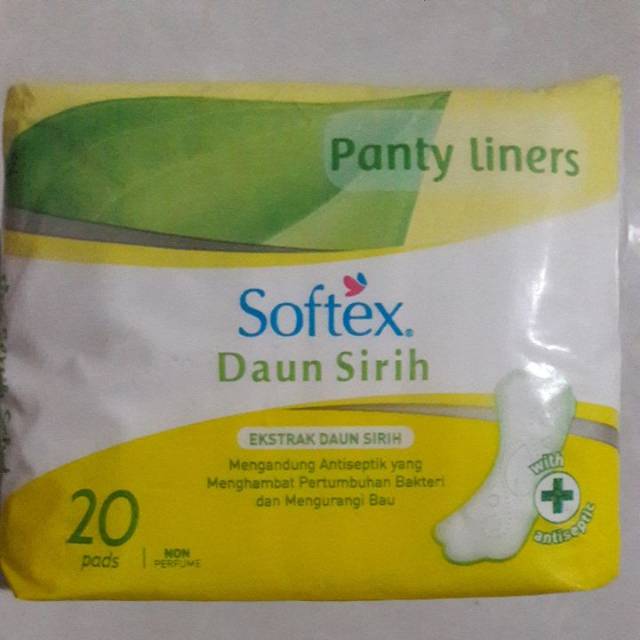 Panty liners
Softex®
Daun Sirih
EKSTRAK DAUN SIRIH
Mengandung Antiseptik yang
Menghambat Pertumbuhan Bakteri
dan Mengurangi Bau
with
antiseptic
20
pads
NON
PERFUME